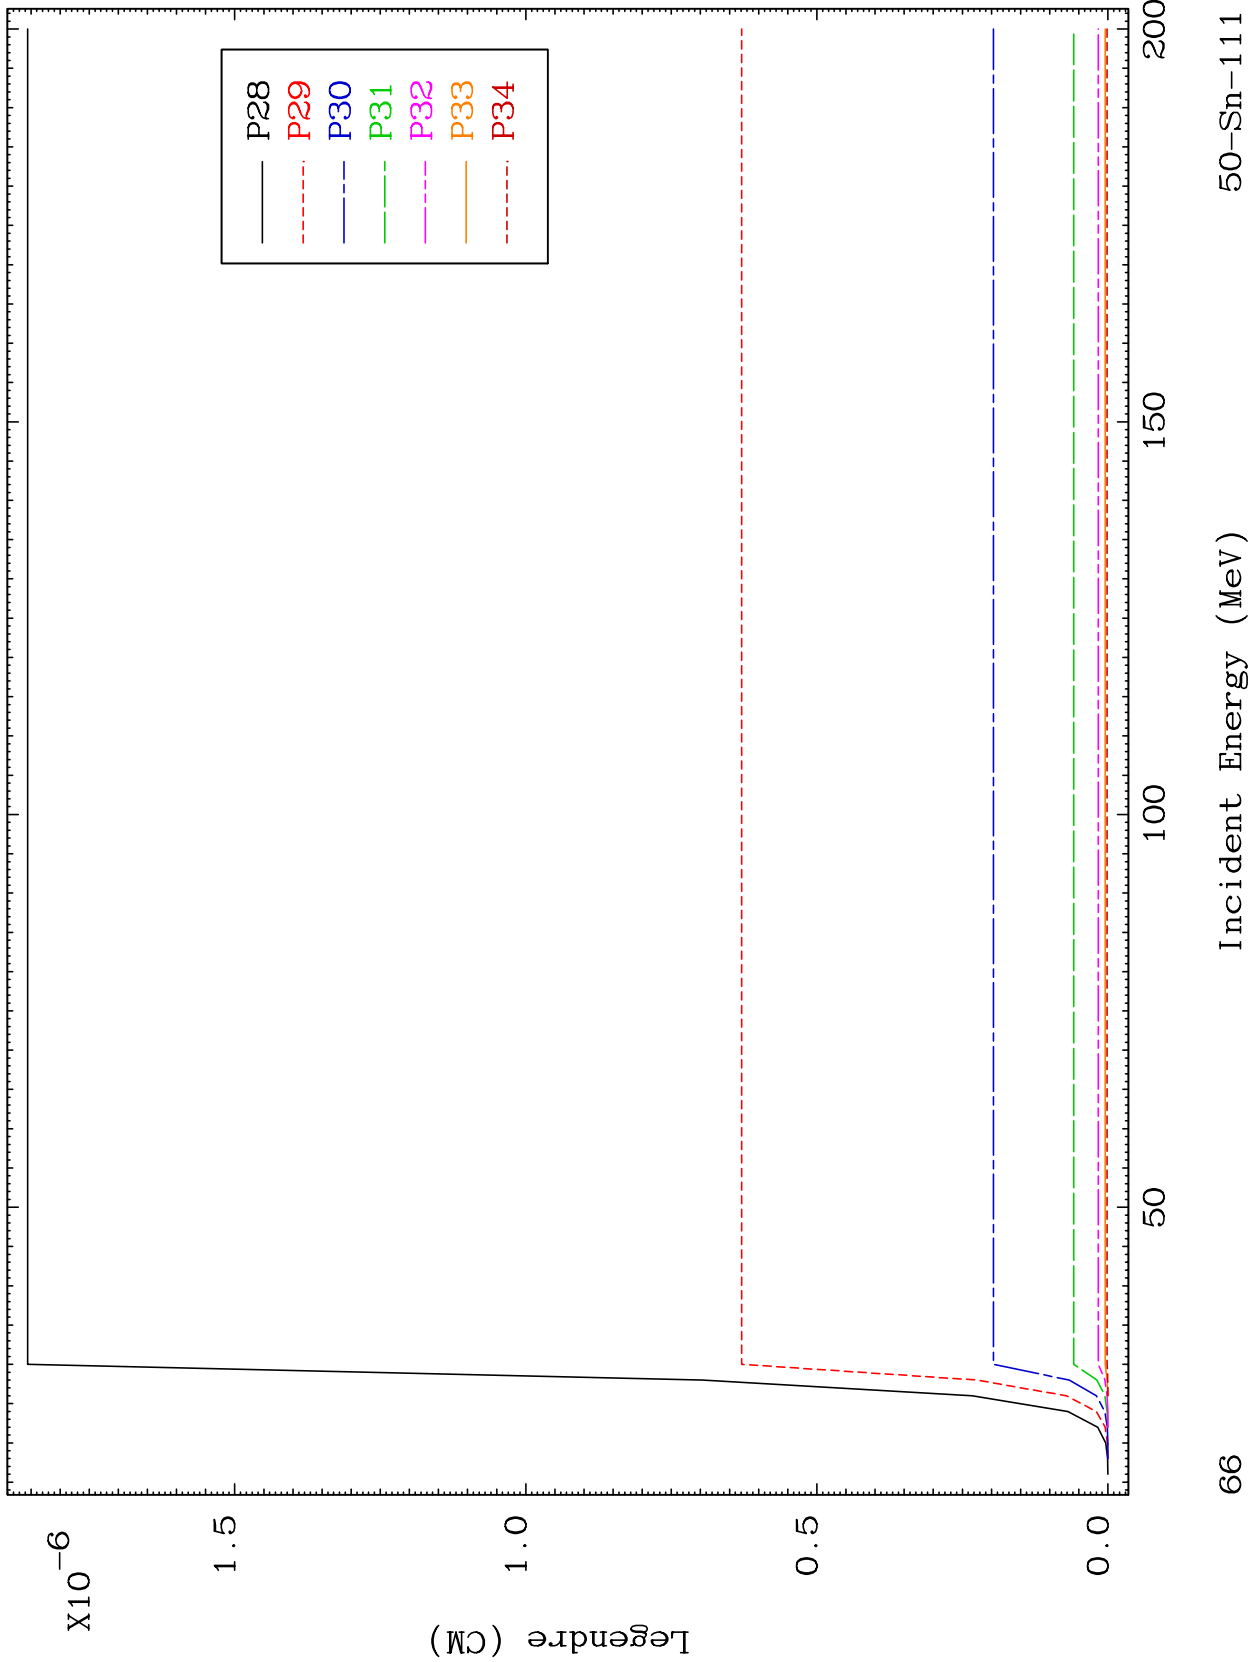 X10-6
Legendre (CM)
1.5
1.0
0.5
0.0
P28
P29
P30
P31
P32
P33
P34
50
100
150
200
Incident Energy (MeV)
66
50-Sn-111